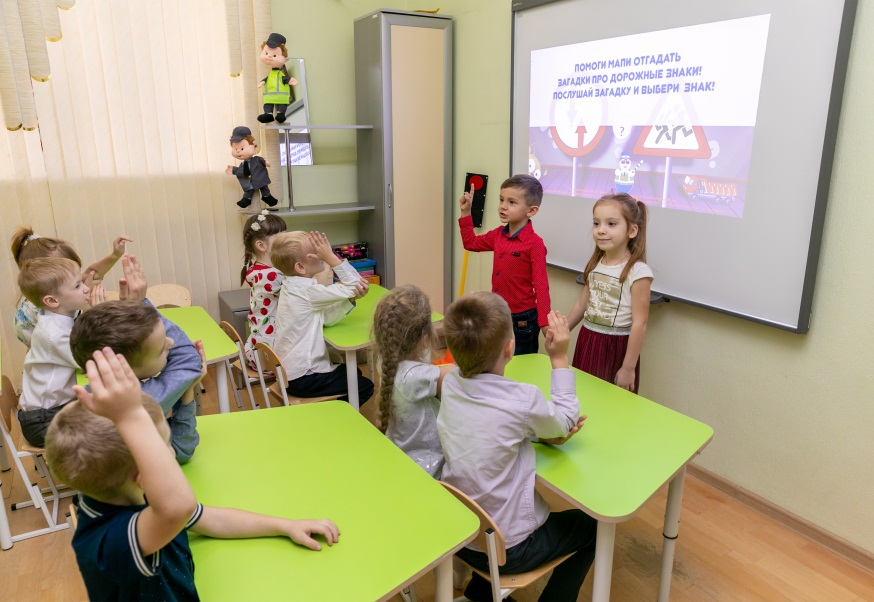 ПОМОГИ МАПИ ОТГАДАТЬ
ЗАГАДКИ ПРО ДОРОЖНЫЕ ЗНАКИ!
ПОСЛУШАЙ ЗАГАДКУ И ВЫБЕРИ ЗНАК!
?